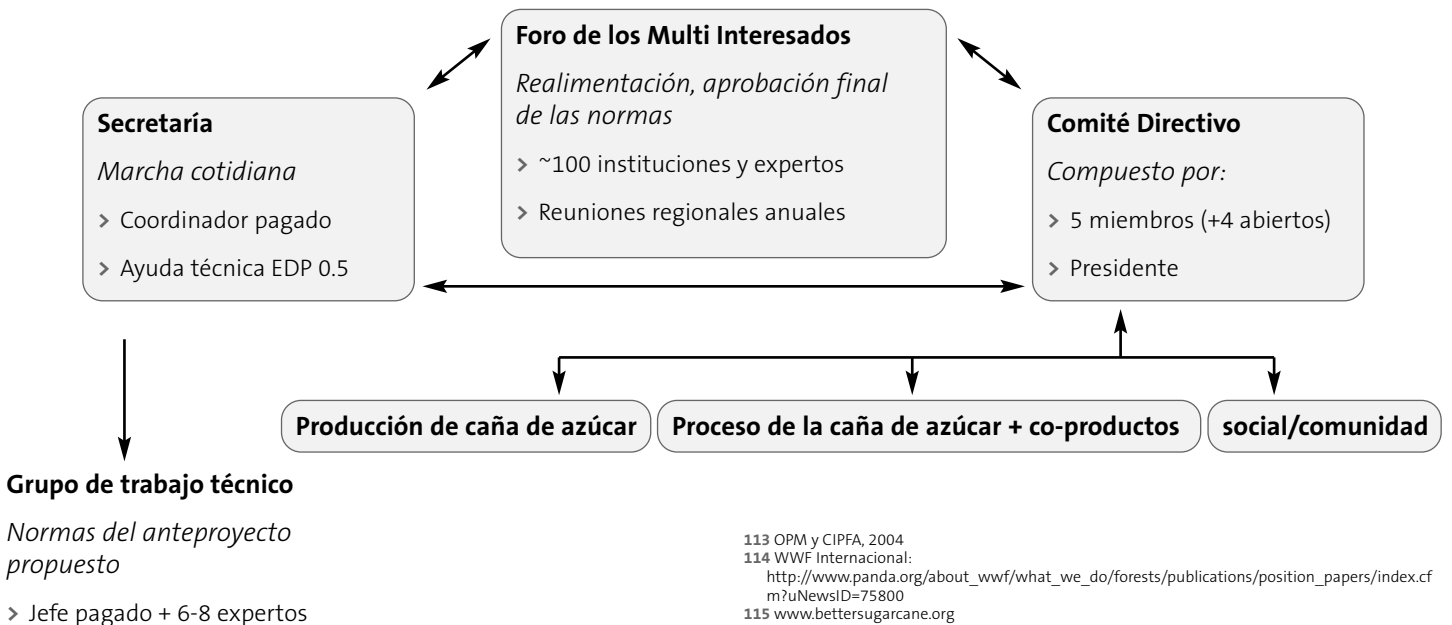 Foro de los Multi Interesados
Realimentación, aprobación final
de las normas
> ~100 instituciones y expertos
> Reuniones regionales anuales
Secretaría
Marcha cotidiana
> Coordinador pagado
> Ayuda técnica EDP 0.5
Comité Directivo
Compuesto por:
> 5 miembros (+4 abiertos)
> Presidente
Producción de caña de azúcar
Proceso de la caña de azúcar + co-productos
social/comunidad
Grupo de trabajo técnico
Normas del anteproyecto
propuesto
> Jefe pagado + 6-8 expertos
113 OPM y CIPFA, 2004
114 WWF Internacional:
http://www.panda.org/about_wwf/what_we_do/forests/publications/position_papers/index.cf
m?uNewsID=75800
115 www.bettersugarcane.org